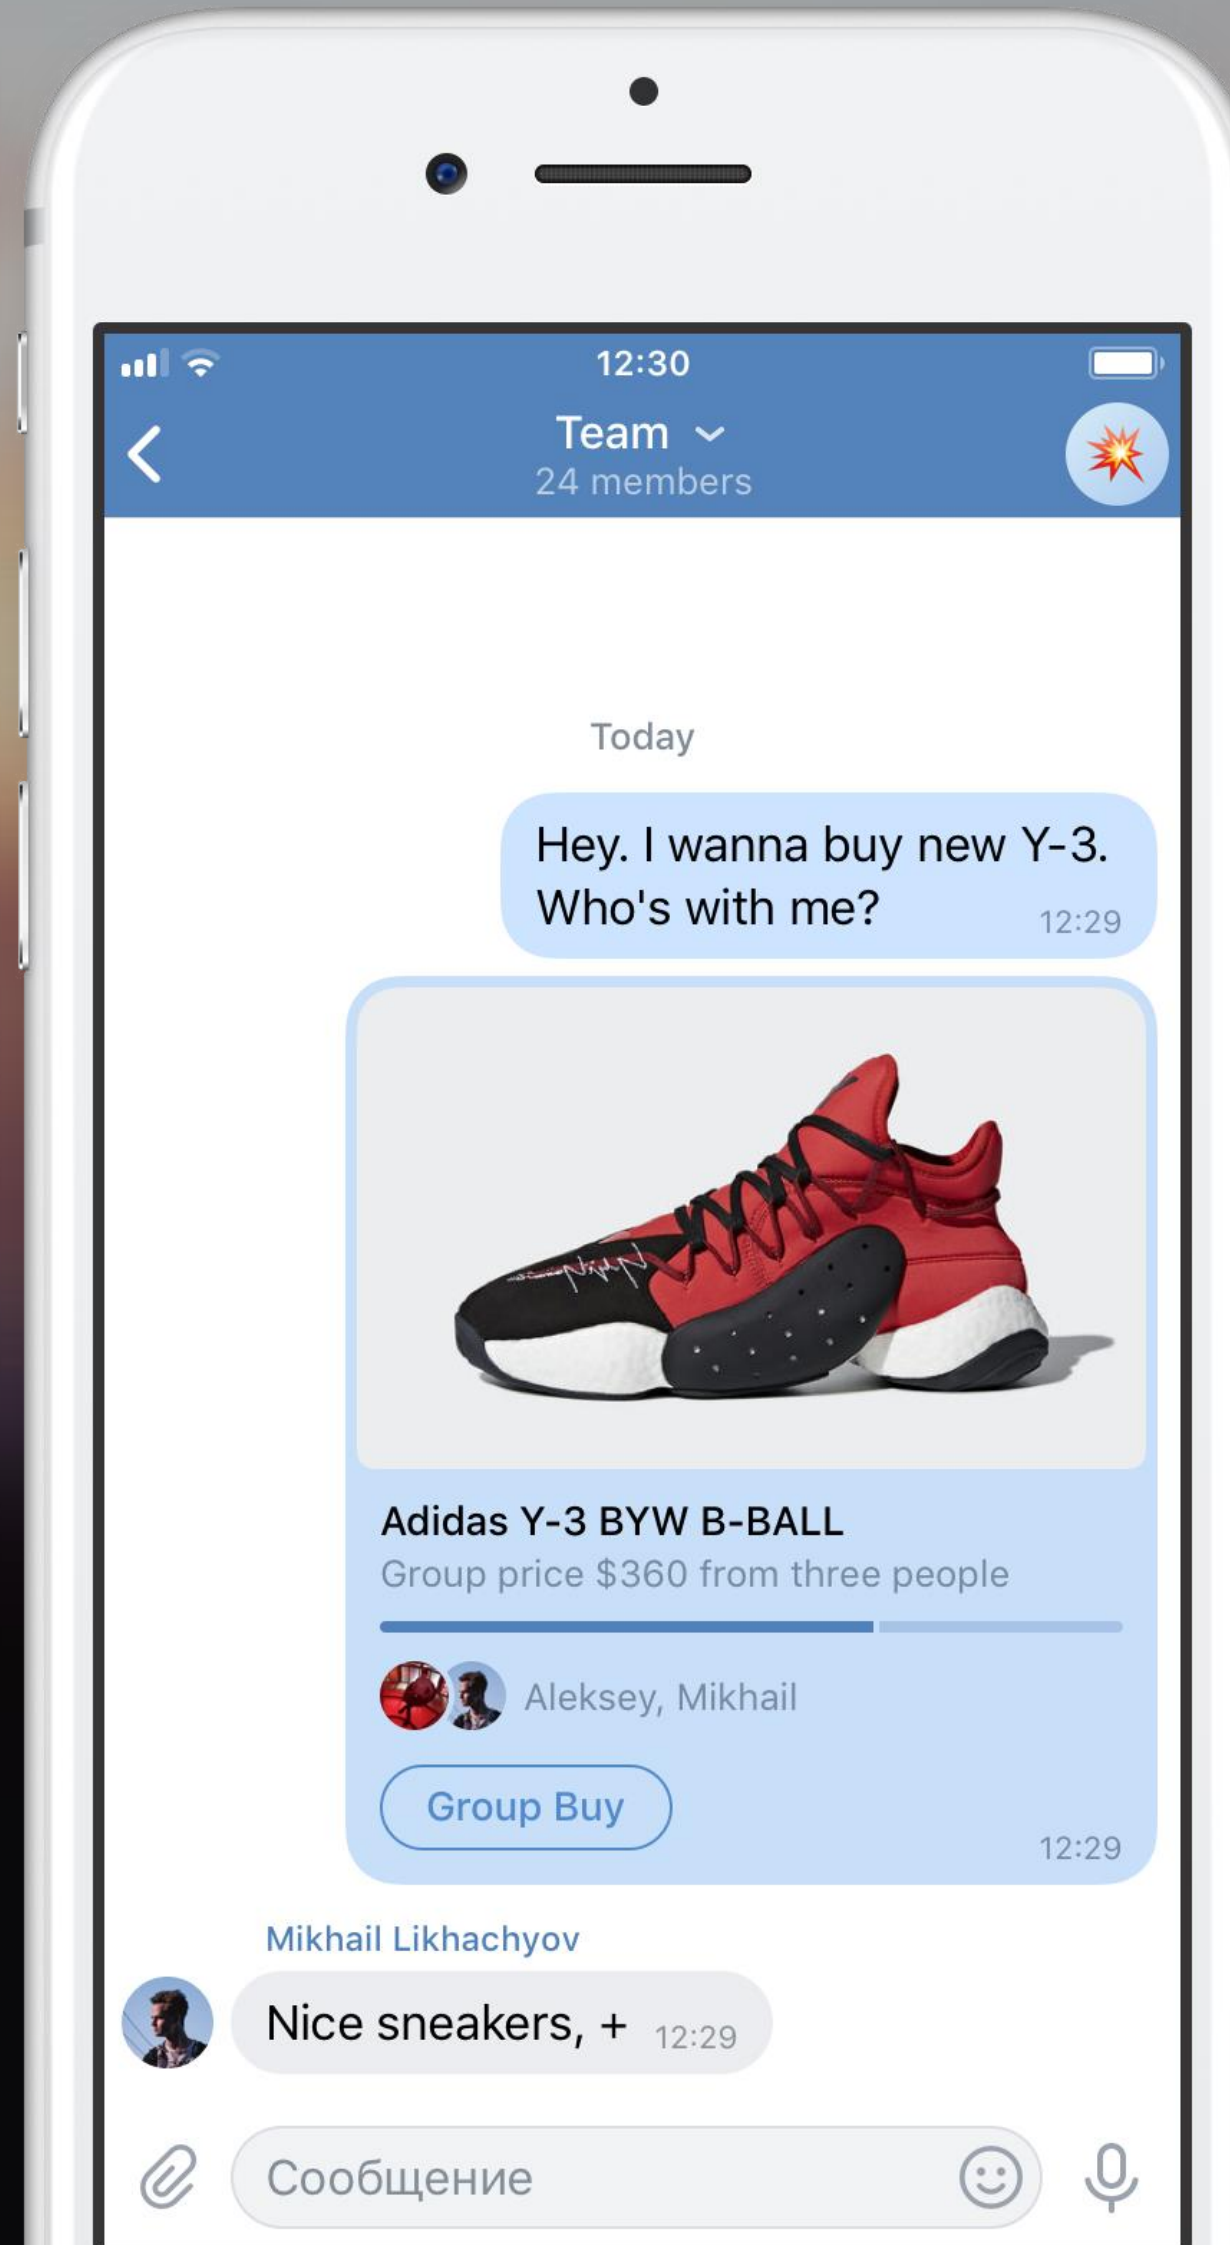 12:30
Team
24 members
Today
Hey. I wanna buy new Y-3.
Who's with me?
12:29
Adidas Y-3 BYW B-BALL
Group price $360 from three people
Aleksey, Mikhail
Group Buy
12:29
Mikhail Likhachyov
Nice sneakers, +
12:29
Сообщение